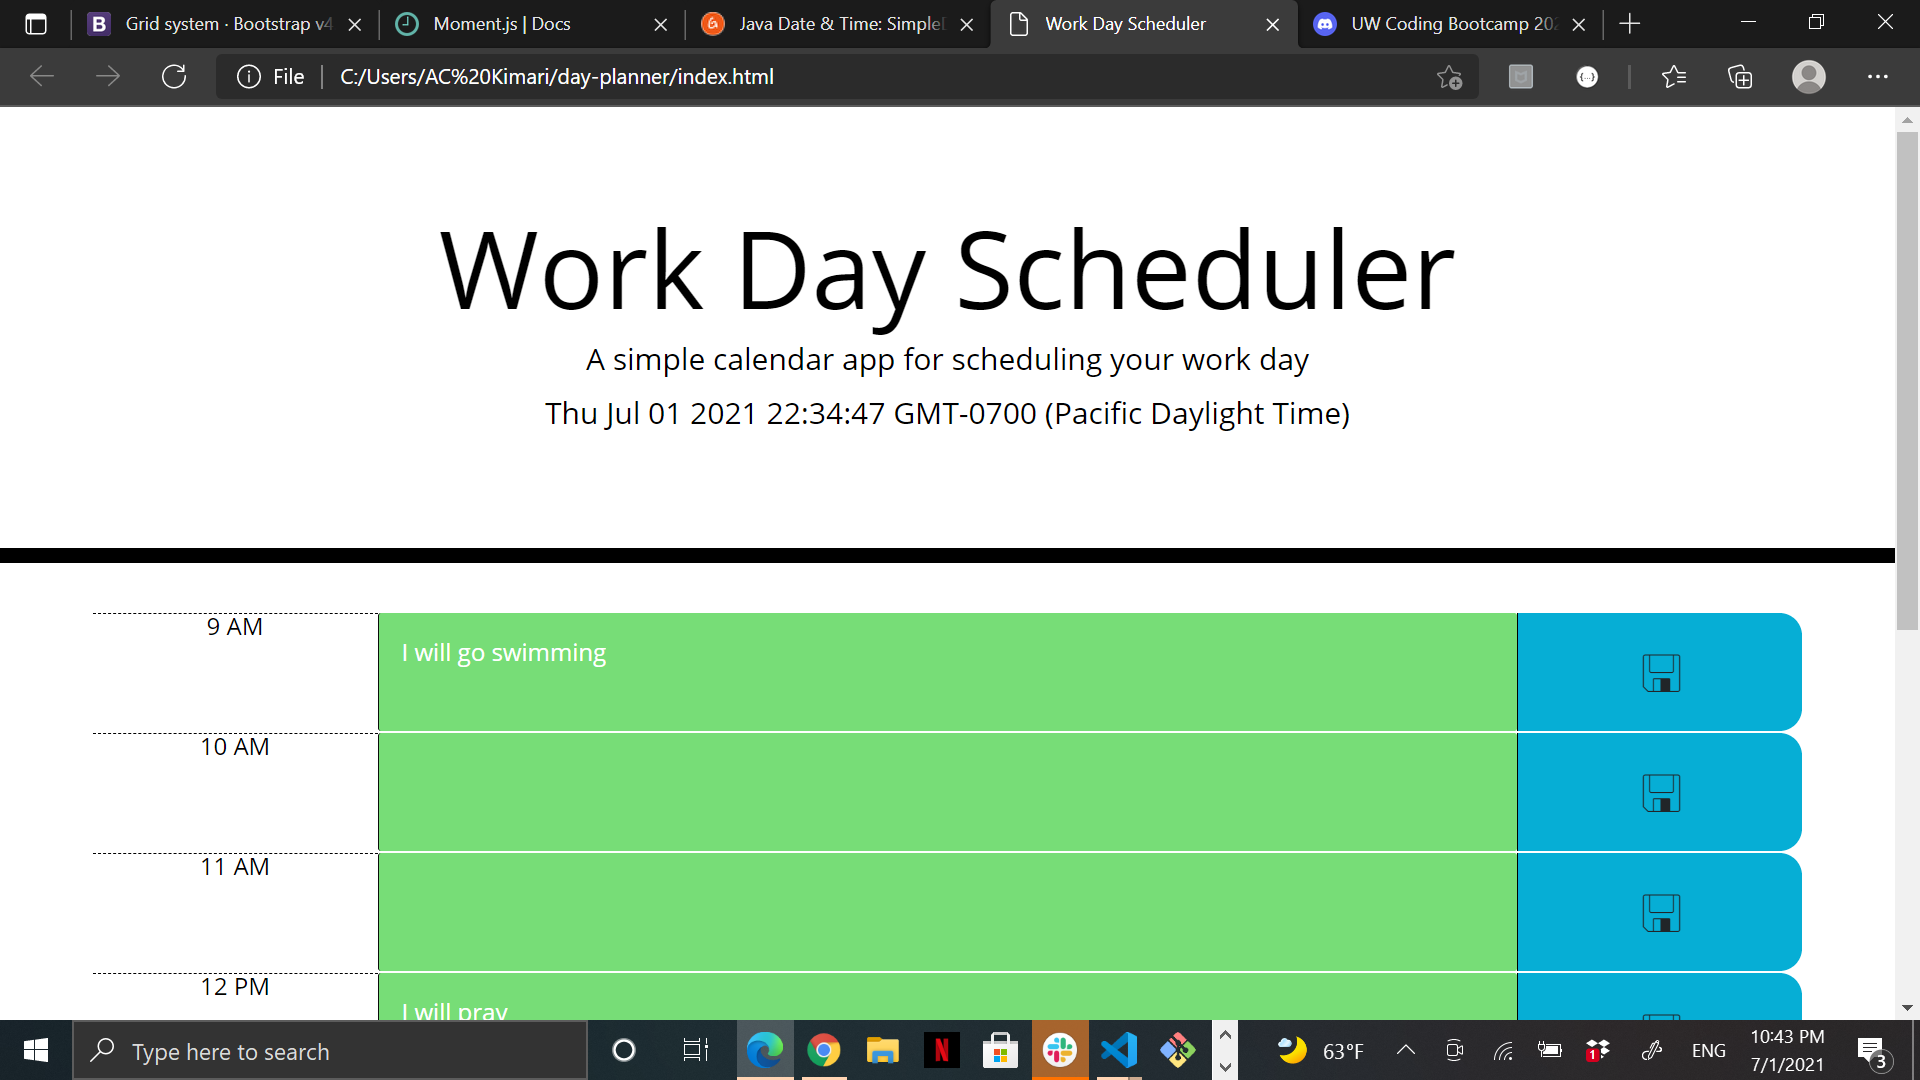 Grid system · Bootstrap v4
Moment.js | Docs
Java Date & Time: Simple
Work Day Scheduler
UW Coding Bootcamp 202
File
C:/Users/AC%20Kimari/day-planner/index.html
Work Day Scheduler
A simple calendar app for scheduling your work day
Thu Jul 01 2021 22:34:47 GMT-0700 (Pacific Daylight Time)
9 AM
I will go swimming
10 AM
11 AM
12 PM
I will pray
Type here to search
63°F
ENG
10:43 PM
7/1/2021
3
1